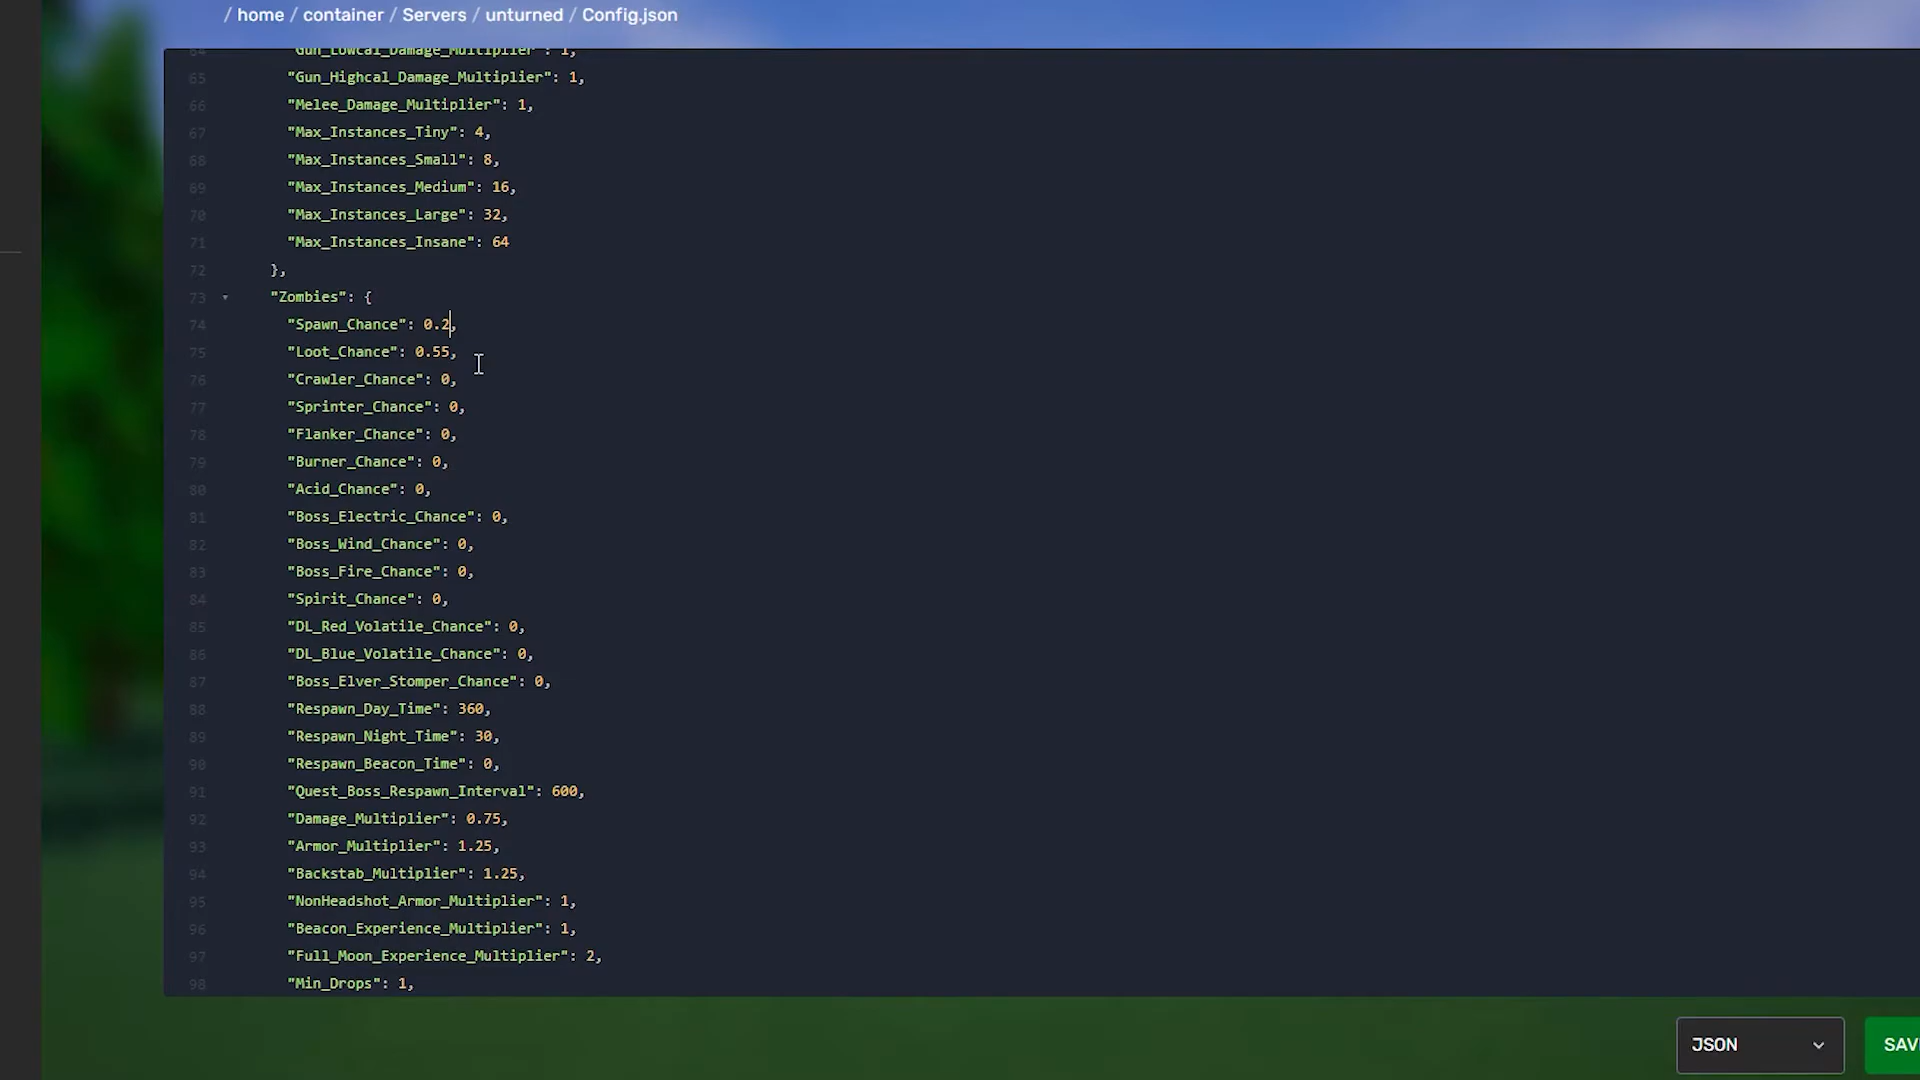 / home / container / Servers / unturned / Config.json
64 "Gun_Lowcal_Damage_Multiplier": 1,
65 "Gun_Highcal_Damage_Multiplier": 1,
66 "Melee_Damage_Multiplier": 1,
67 "Max_Instances_Tiny": 4,
68 "Max_Instances_Small": 8,
69 "Max_Instances_Medium": 16,
70 "Max_Instances_Large": 32,
71 "Max_Instances_Insane": 64
72 },
73 "Zombies": {
74 "Spawn_Chance": 0.2,
75 "Loot_Chance": 0.55,
76 "Crawler_Chance": 0,
77 "Sprinter_Chance": 0,
78 "Flanker_Chance": 0,
79 "Burner_Chance": 0,
80 "Acid_Chance": 0,
81 "Boss_Electric_Chance": 0,
82 "Boss_Wind_Chance": 0,
83 "Boss_Fire_Chance": 0,
84 "Spirit_Chance": 0,
85 "DL_Red_Volatile_Chance": 0,
86 "DL_Blue_Volatile_Chance": 0,
87 "Boss_Elver_Stomper_Chance": 0,
88 "Respawn_Day_Time": 360,
89 "Respawn_Night_Time": 30,
90 "Respawn_Beacon_Time": 0,
91 "Quest_Boss_Respawn_Interval": 600,
92 "Damage_Multiplier": 0.75,
93 "Armor_Multiplier": 1.25,
94 "Backstab_Multiplier": 1.25,
95 "NonHeadshot_Armor_Multiplier": 1,
96 "Beacon_Experience_Multiplier": 1,
97 "Full_Moon_Experience_Multiplier": 2,
98 "Min_Drops": 1,
JSON
SAV